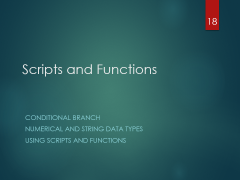 18
Scripts and Functions
CONDITIONAL BRANCH
NUMERICAL AND STRING DATA TYPES
USING SCRIPTS AND FUNCTIONS